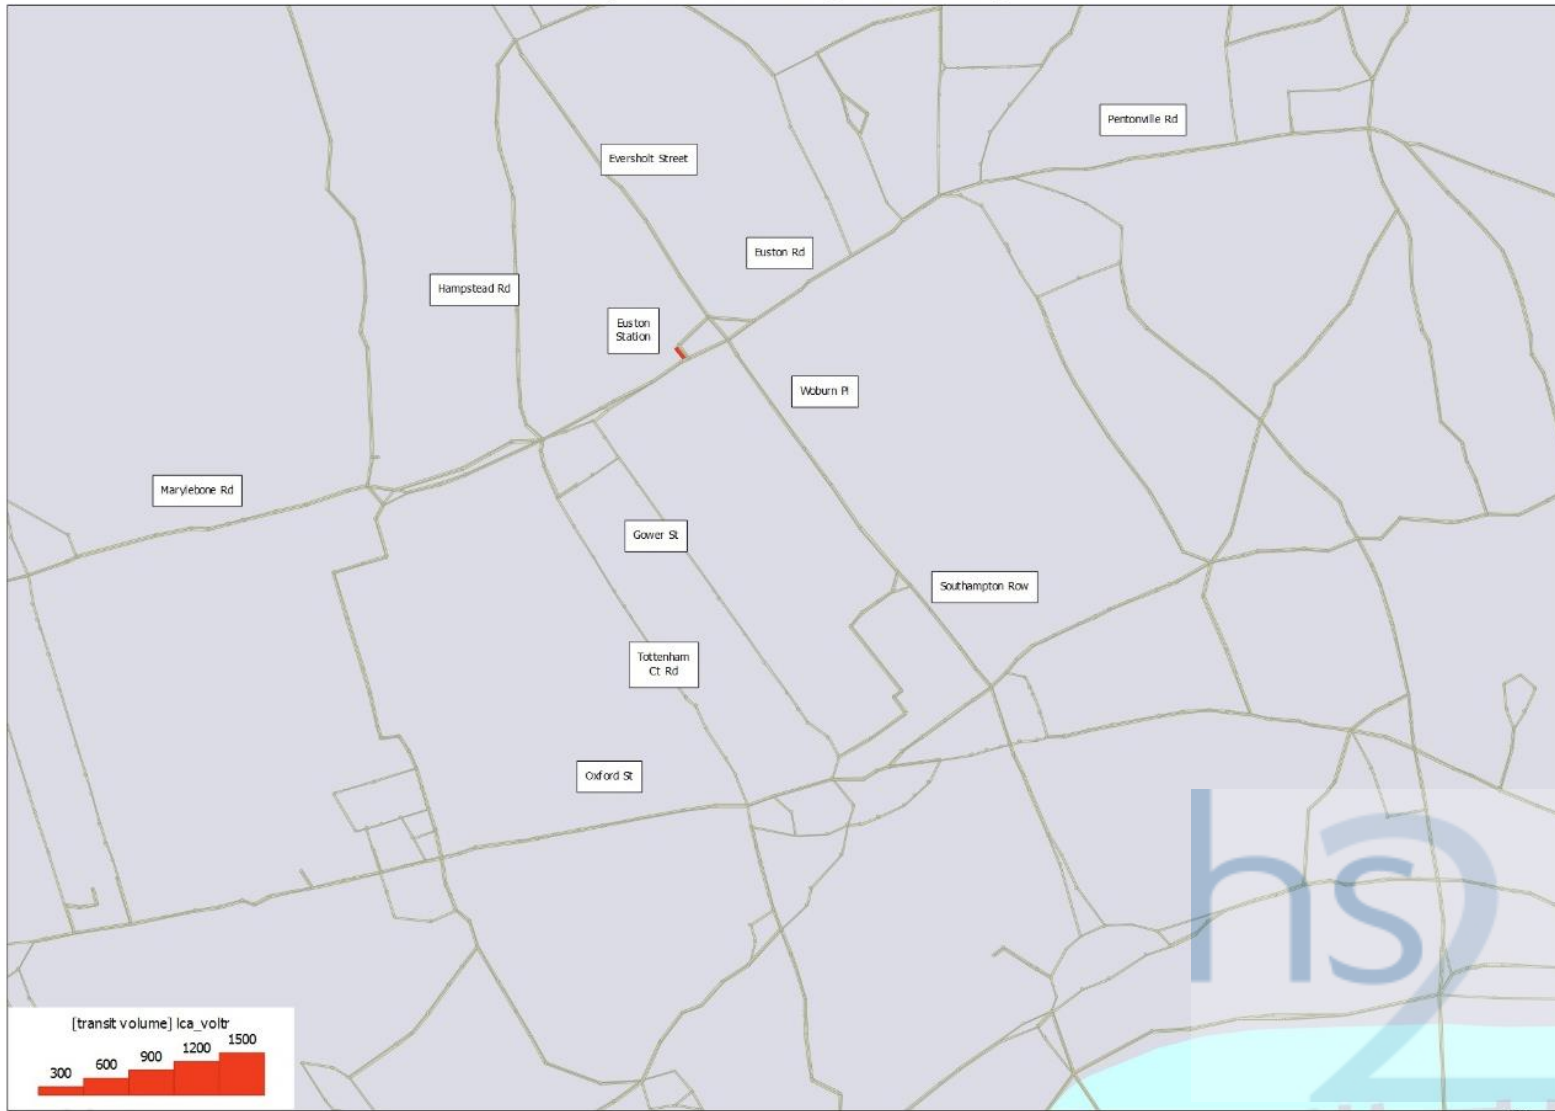 Pentonville Rd
Eversholt Street
Euston Rd
Hampstead Rd
Euston
Station
Woburn Pl
Marylebone Rd
Gower St
Southampton Row
Tottenham
Ct Rd
Oxford St
hs2
[transit volume] lca_voltr
300
600
900
1200
1500